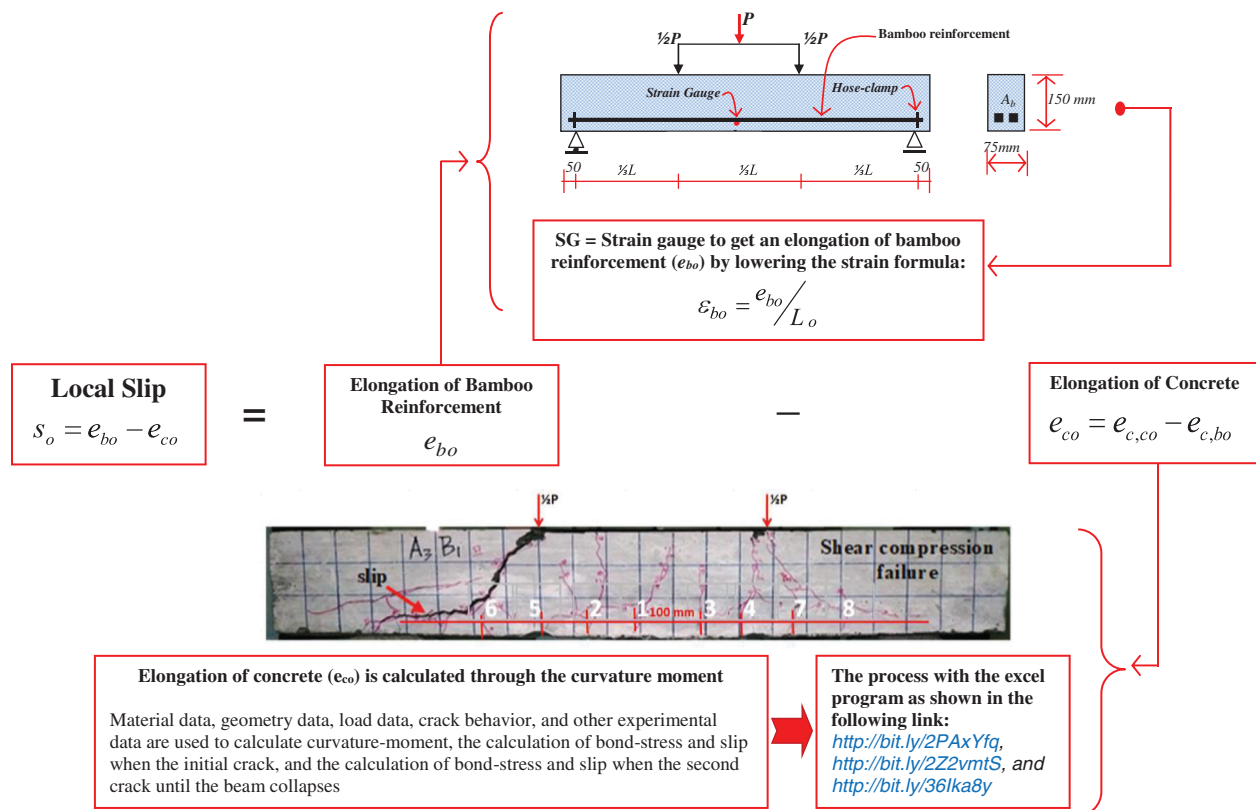 P
½P
½P
Bamboo reinforcement
Strain Gauge
Hose-clamp
A_b
150 mm
75mm
50
⅓L
⅓L
⅓L
50
SG = Strain gauge to get an elongation of bamboo
reinforcement (e_bo) by lowering the strain formula:
ε_bo = e_bo / L_o
Local Slip
s_o = e_bo − e_co
=
Elongation of Bamboo
Reinforcement
e_bo
−
Elongation of Concrete
e_co = e_c,co − e_c,bo
½P
½P
A3 B1
Shear compression
failure
slip
6 5 2 1 100 mm 3 4 7 8
Elongation of concrete (e_co) is calculated through the curvature moment
Material data, geometry data, load data, crack behavior, and other experimental
data are used to calculate curvature-moment, the calculation of bond-stress and slip
when the initial crack, and the calculation of bond-stress and slip when the second
crack until the beam collapses
The process with the excel
program as shown in the
following link:
http://bit.ly/2PAxYfq,
http://bit.ly/2Z2vmtS, and
http://bit.ly/36Ika8y